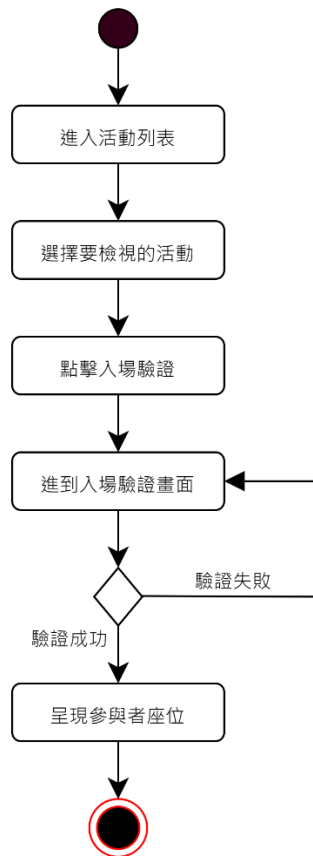 進入活動列表
選擇要檢視的活動
點擊入場驗證
進到入場驗證畫面
驗證失敗
驗證成功
呈現參與者座位